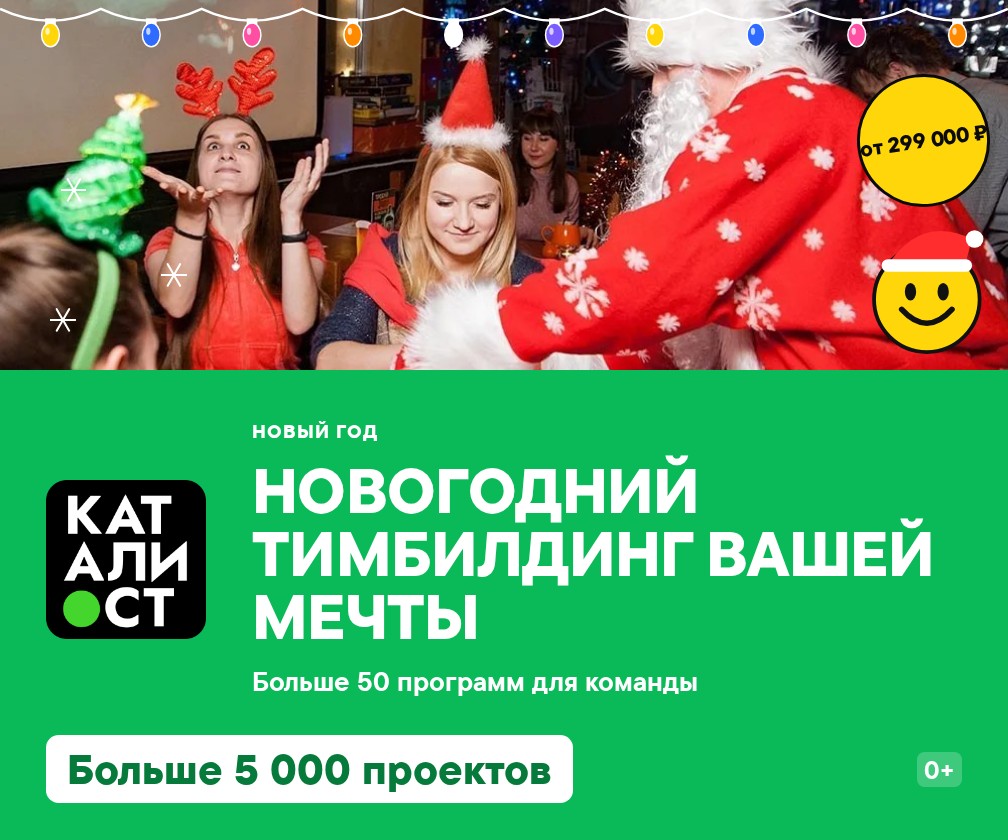 от 299 000 ₽
НОВЫЙ ГОД
КАТ
АЛИ
СТ
НОВОГОДНИЙ
ТИМБИЛДИНГ ВАШЕЙ
МЕЧТЫ
Больше 50 программ для команды
Больше 5 000 проектов
0+